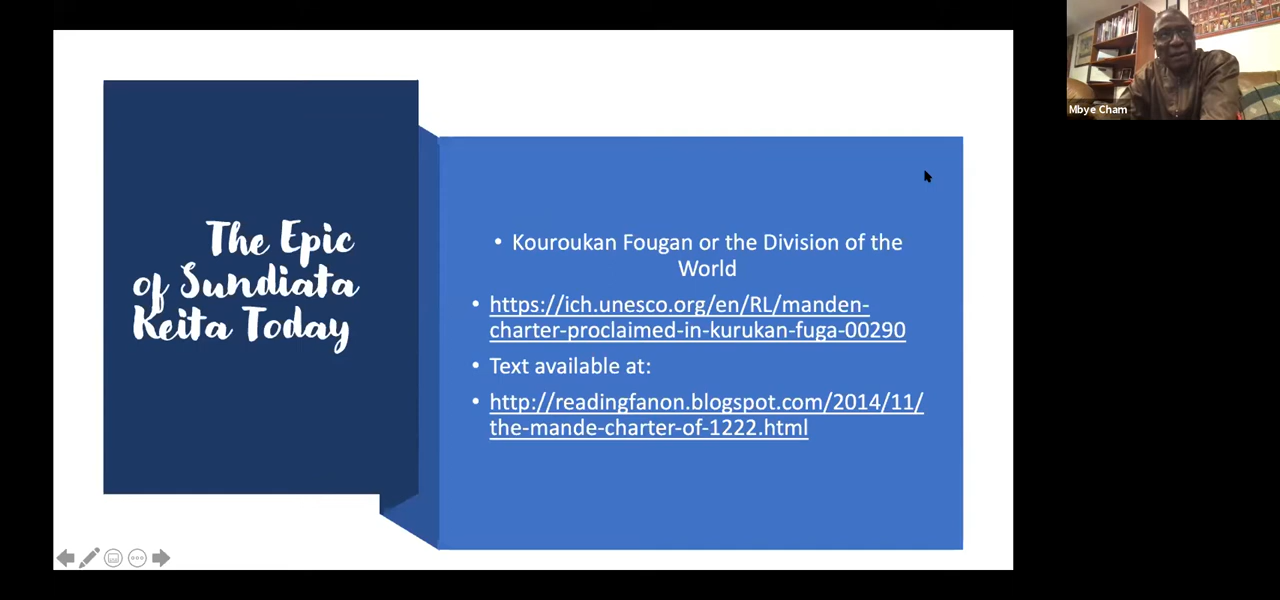 The Epic
of Sundiata
Keita Today
• Kouroukan Fougan or the Division of the
World
• https://ich.unesco.org/en/RL/manden-
charter-proclaimed-in-kurukan-fuga-00290
• Text available at:
• http://readingfanon.blogspot.com/2014/11/
the-mande-charter-of-1222.html
Mbye Cham